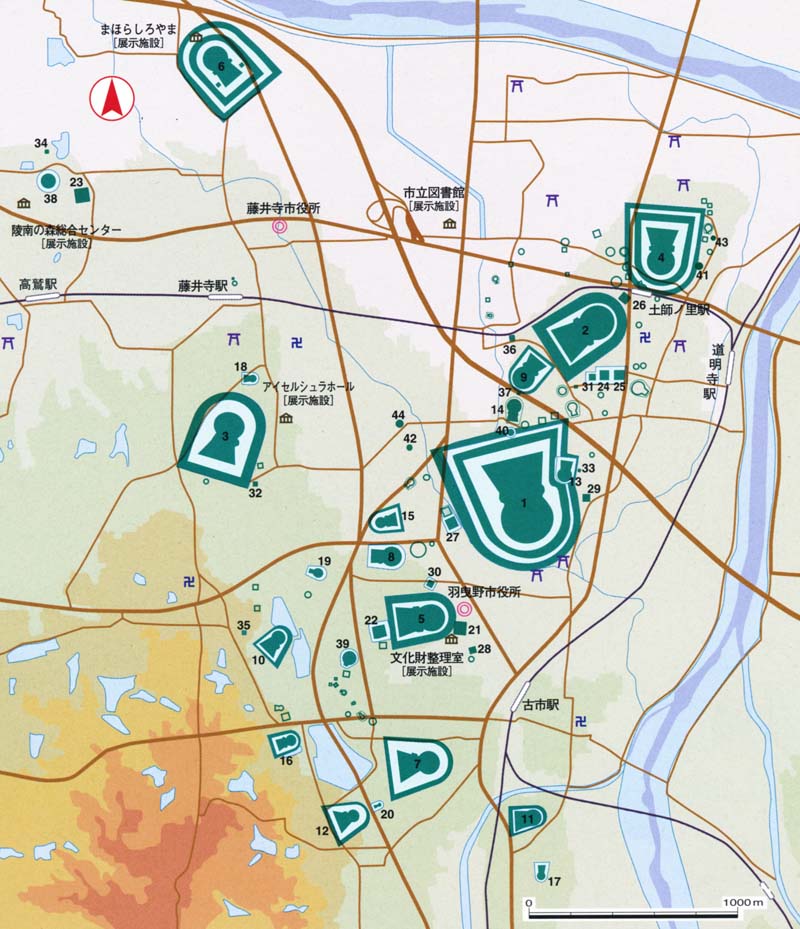 まほらしろやま
[展示施設]
6
34
38
23
陵南の森総合センター
[展示施設]
藤井寺市役所
市立図書館
[展示施設]
4
43
41
高鷲駅
藤井寺駅
26
土師ノ里駅
2
36
道明寺駅
9
31 24 25
18
アイセルシュラホール
[展示施設]
37
14
44
40
3
42
33
13
32
1
29
15
27
8
19
30
羽曳野市役所
5
22
21
35
10
39
文化財整理室
[展示施設]
28
古市駅
16
7
20
12
11
17
0
1000m